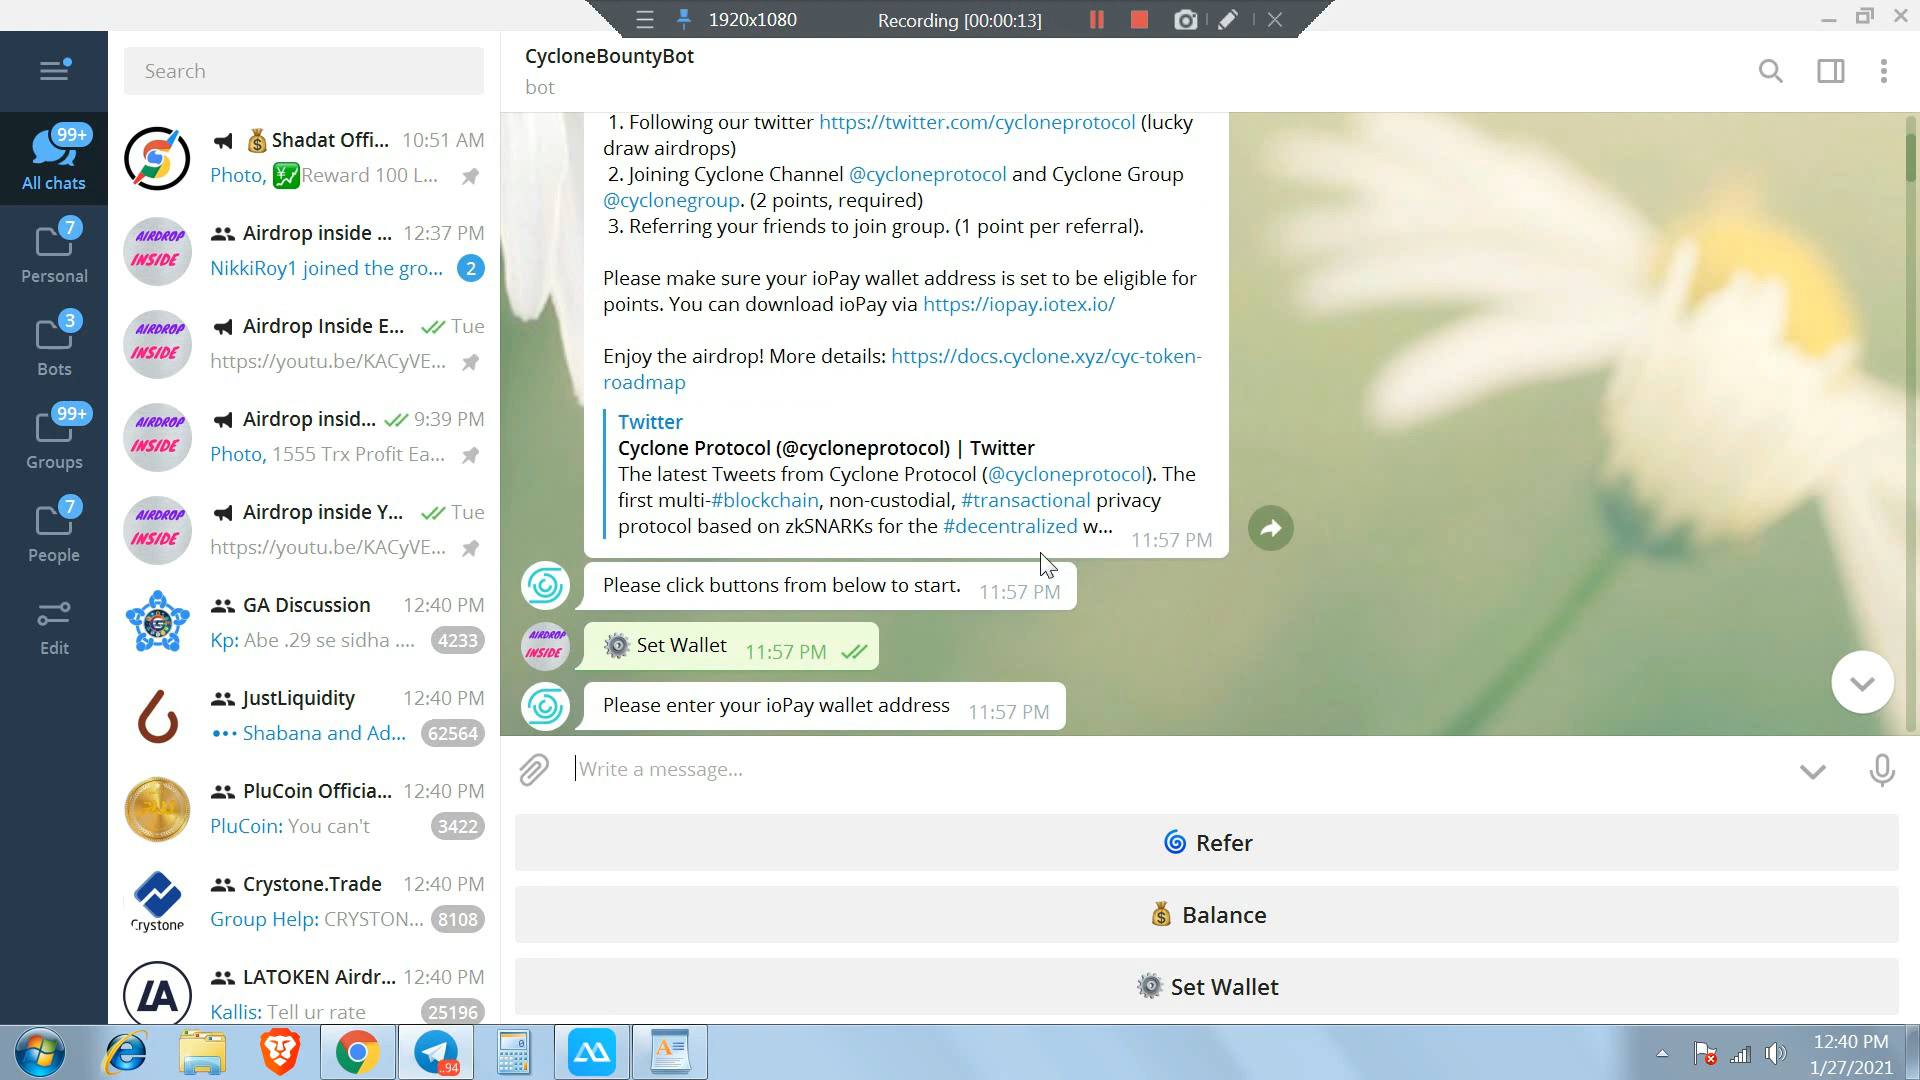 1920x1080
Recording [00:00:13]
Search
99+
All chats
7
Personal
3
Bots
99+
Groups
7
People
Edit
Shadat Offi... 10:51 AM
Photo, Reward 100 L...
AIRDROP INSIDE
Airdrop inside ... 12:37 PM
NikkiRoy1 joined the gro... 2
AIRDROP INSIDE
Airdrop Inside E... Tue
https://youtu.be/KACyVE...
AIRDROP INSIDE
Airdrop insid... 9:39 PM
Photo, 1555 Trx Profit Ea...
AIRDROP INSIDE
Airdrop inside Y... Tue
https://youtu.be/KACyVE...
GA Discussion 12:40 PM
Kp: Abe .29 se sidha .... 4233
JustLiquidity 12:40 PM
Shabana and Ad... 62564
PluCoin Officia... 12:40 PM
PluCoin: You can't 3422
Crystone.Trade 12:40 PM
Group Help: CRYSTON... 8108
Crystone
LATOKEN Airdr... 12:40 PM
Kallis: Tell ur rate 25196
CycloneBountyBot
bot
1. Following our twitter https://twitter.com/cycloneprotocol (lucky
draw airdrops)
2. Joining Cyclone Channel @cycloneprotocol and Cyclone Group
@cyclonegroup. (2 points, required)
3. Referring your friends to join group. (1 point per referral).
Please make sure your ioPay wallet address is set to be eligible for
points. You can download ioPay via https://iopay.iotex.io/
Enjoy the airdrop! More details: https://docs.cyclone.xyz/cyc-token-
roadmap
Twitter
Cyclone Protocol (@cycloneprotocol) | Twitter
The latest Tweets from Cyclone Protocol (@cycloneprotocol). The
first multi-#blockchain, non-custodial, #transactional privacy
protocol based on zkSNARKs for the #decentralized w...
11:57 PM
Please click buttons from below to start. 11:57 PM
AIRDROP INSIDE
Set Wallet 11:57 PM
Please enter your ioPay wallet address 11:57 PM
Write a message...
Refer
Balance
Set Wallet
..94
12:40 PM
1/27/2021